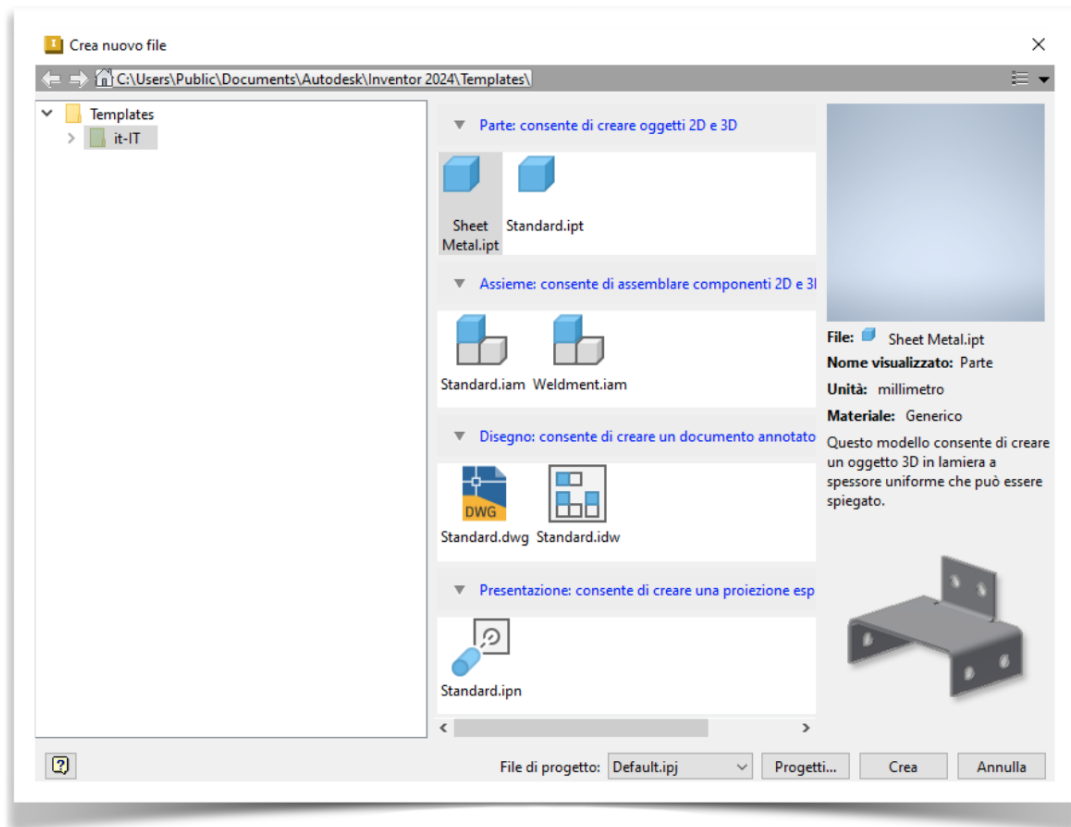 Crea nuovo file
C:\Users\Public\Documents\Autodesk\Inventor 2024\Templates\
Templates
it-IT
Parte: consente di creare oggetti 2D e 3D
Sheet
Metal.ipt
Standard.ipt
Assieme: consente di assemblare componenti 2D e 3
Standard.iam
Weldment.iam
Disegno: consente di creare un documento annotato
DWG
Standard.dwg
Standard.idw
Presentazione: consente di creare una proiezione esp
Standard.ipn
File: Sheet Metal.ipt
Nome visualizzato: Parte
Unità: millimetro
Materiale: Generico
Questo modello consente di creare
un oggetto 3D in lamiera a
spessore uniforme che può essere
spiegato.
File di progetto: Default.ipj
Progetti...
Crea
Annulla